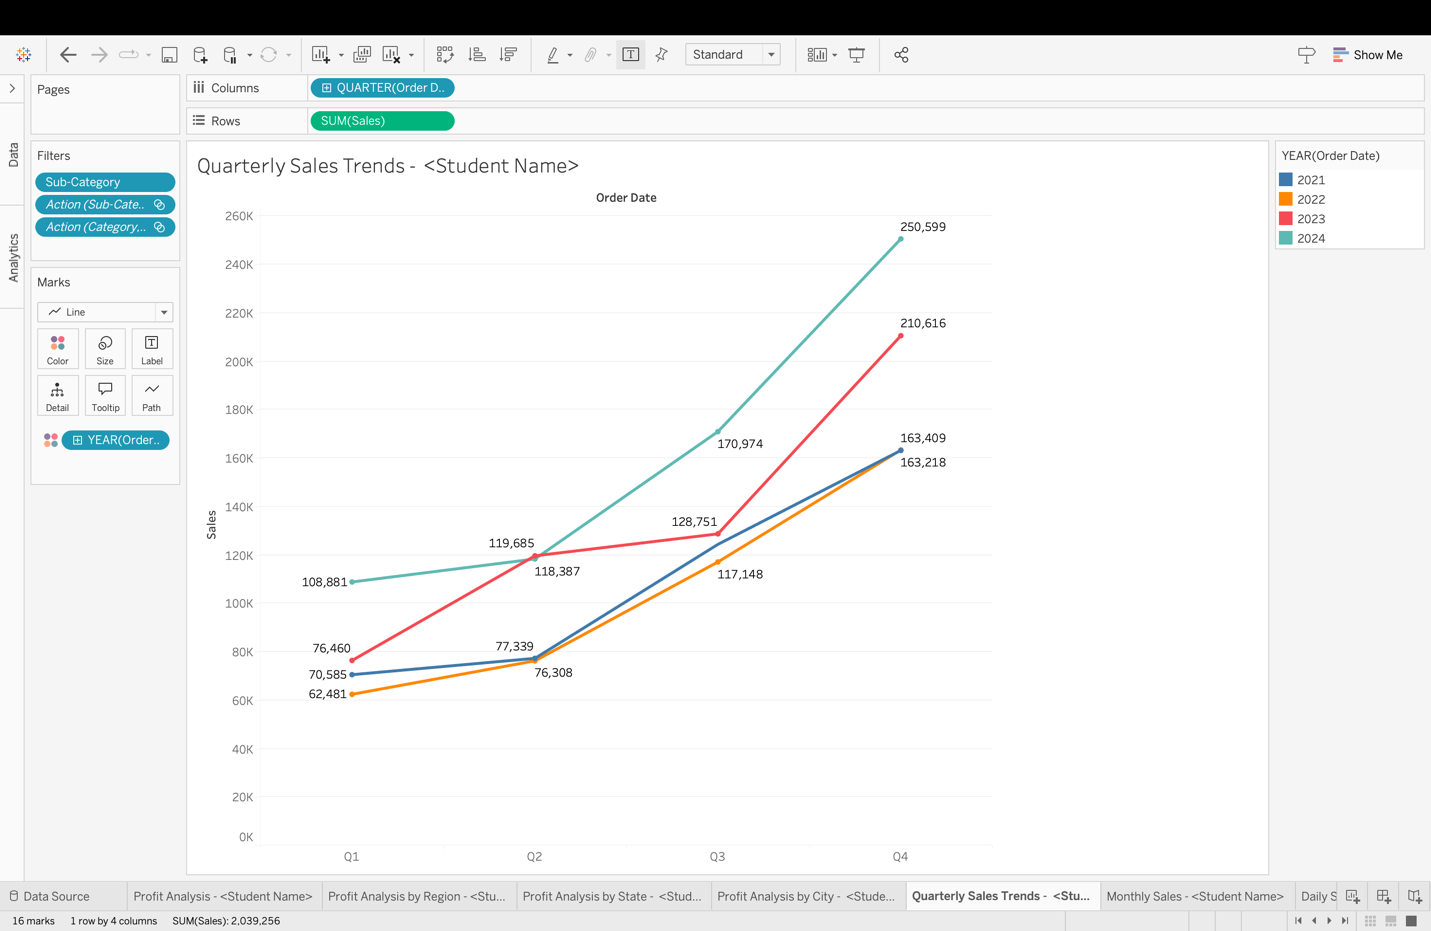 Standard
Show Me
Pages
Columns
QUARTER(Order D..
Rows
SUM(Sales)
Data
Analytics
Filters
Sub-Category
Action (Sub-Cate..
Action (Category,..
Marks
Line
Color
Size
Label
Detail
Tooltip
Path
YEAR(Order..
Quarterly Sales Trends - <Student Name>
Order Date
Sales
260K
240K
220K
200K
180K
160K
140K
120K
100K
80K
60K
40K
20K
0K
250,599
210,616
170,974
163,409
163,218
128,751
119,685
118,387
117,148
108,881
76,460
77,339
70,585
76,308
62,481
Q1
Q2
Q3
Q4
YEAR(Order Date)
2021
2022
2023
2024
Data Source
Profit Analysis - <Student Name>
Profit Analysis by Region - <Stu...
Profit Analysis by State - <Stud...
Profit Analysis by City - <Stude...
Quarterly Sales Trends - <Stu...
Monthly Sales - <Student Name>
Daily S
16 marks
1 row by 4 columns
SUM(Sales): 2,039,256